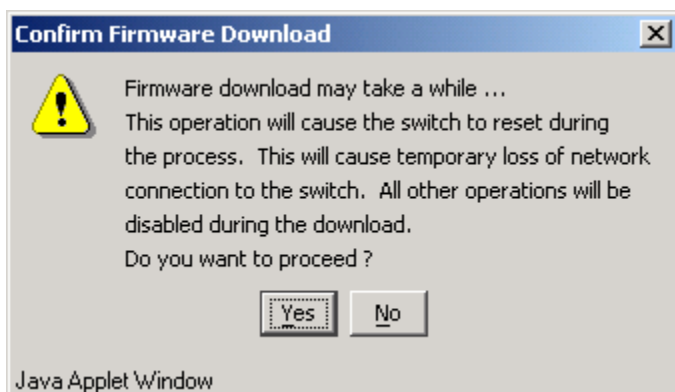 Confirm Firmware Download
Firmware download may take a while ...
This operation will cause the switch to reset during
the process.  This will cause temporary loss of network
connection to the switch.  All other operations will be
disabled during the download.
Do you want to proceed ?
Yes No
Java Applet Window